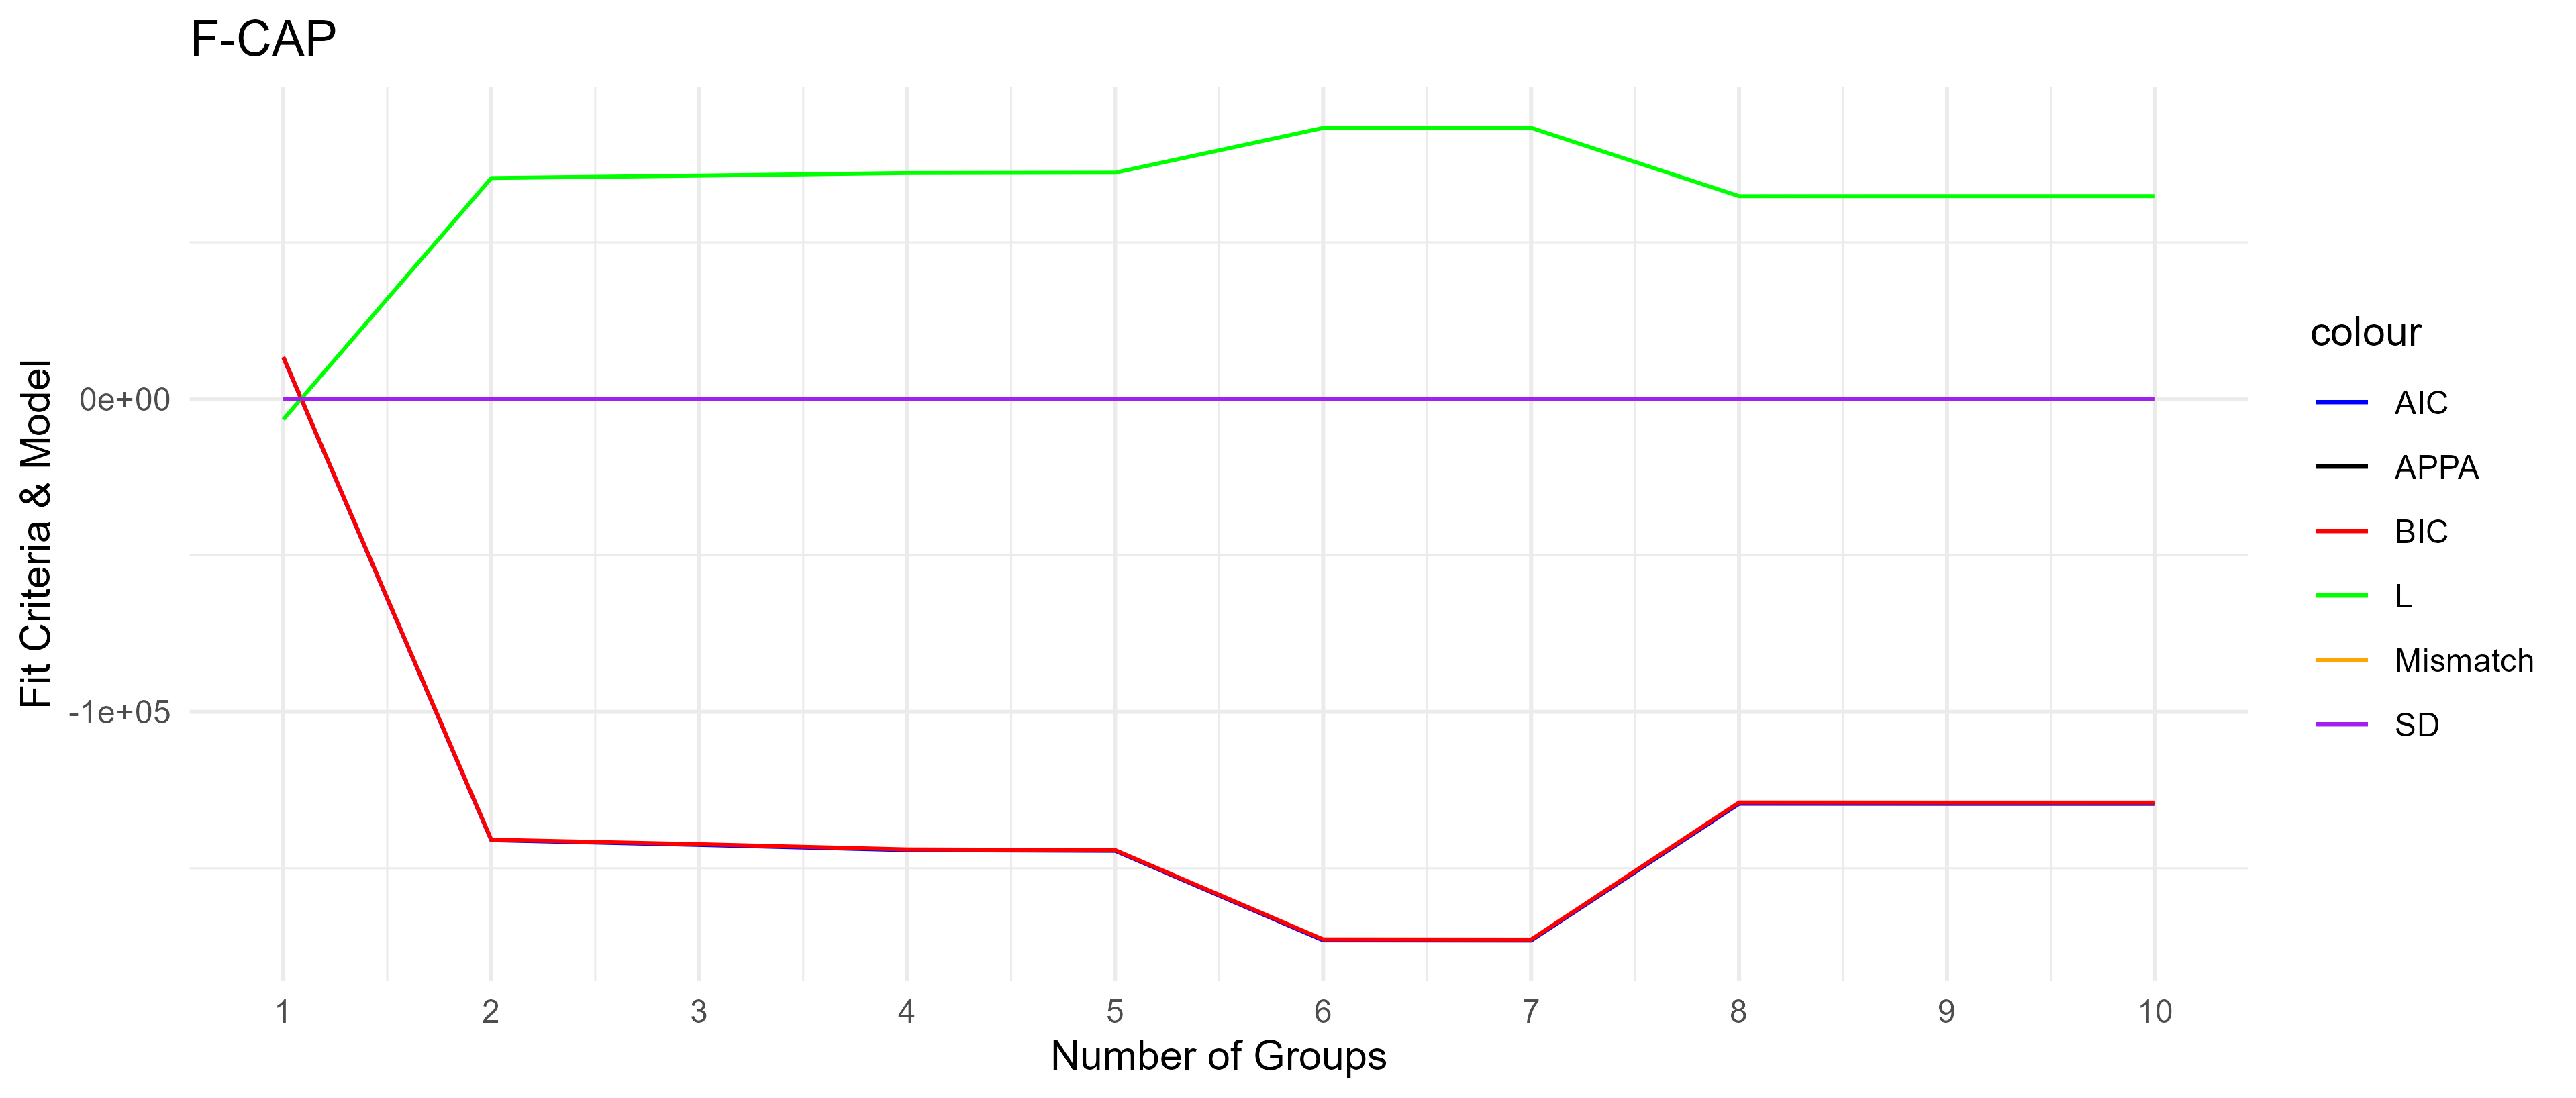 F-CAP
Fit Criteria & Model
0e+00
-1e+05
1 2 3 4 5 6 7 8 9 10
Number of Groups
colour
AIC
APPA
BIC
L
Mismatch
SD